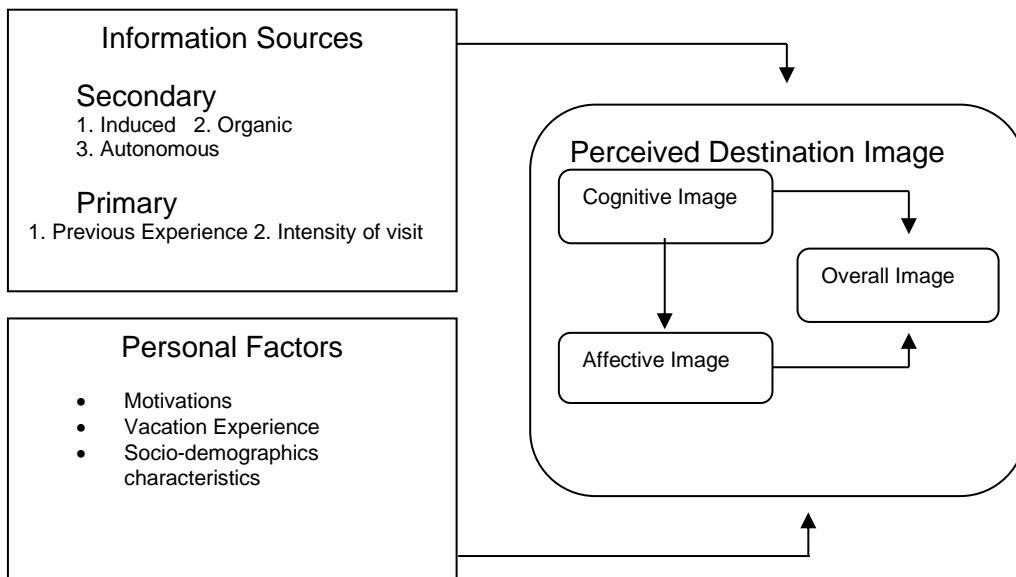 Information Sources
Secondary
1. Induced 2. Organic
3. Autonomous
Primary
1. Previous Experience 2. Intensity of visit
Personal Factors
• Motivations
• Vacation Experience
• Socio-demographics
characteristics
Perceived Destination Image
Cognitive Image
Overall Image
Affective Image